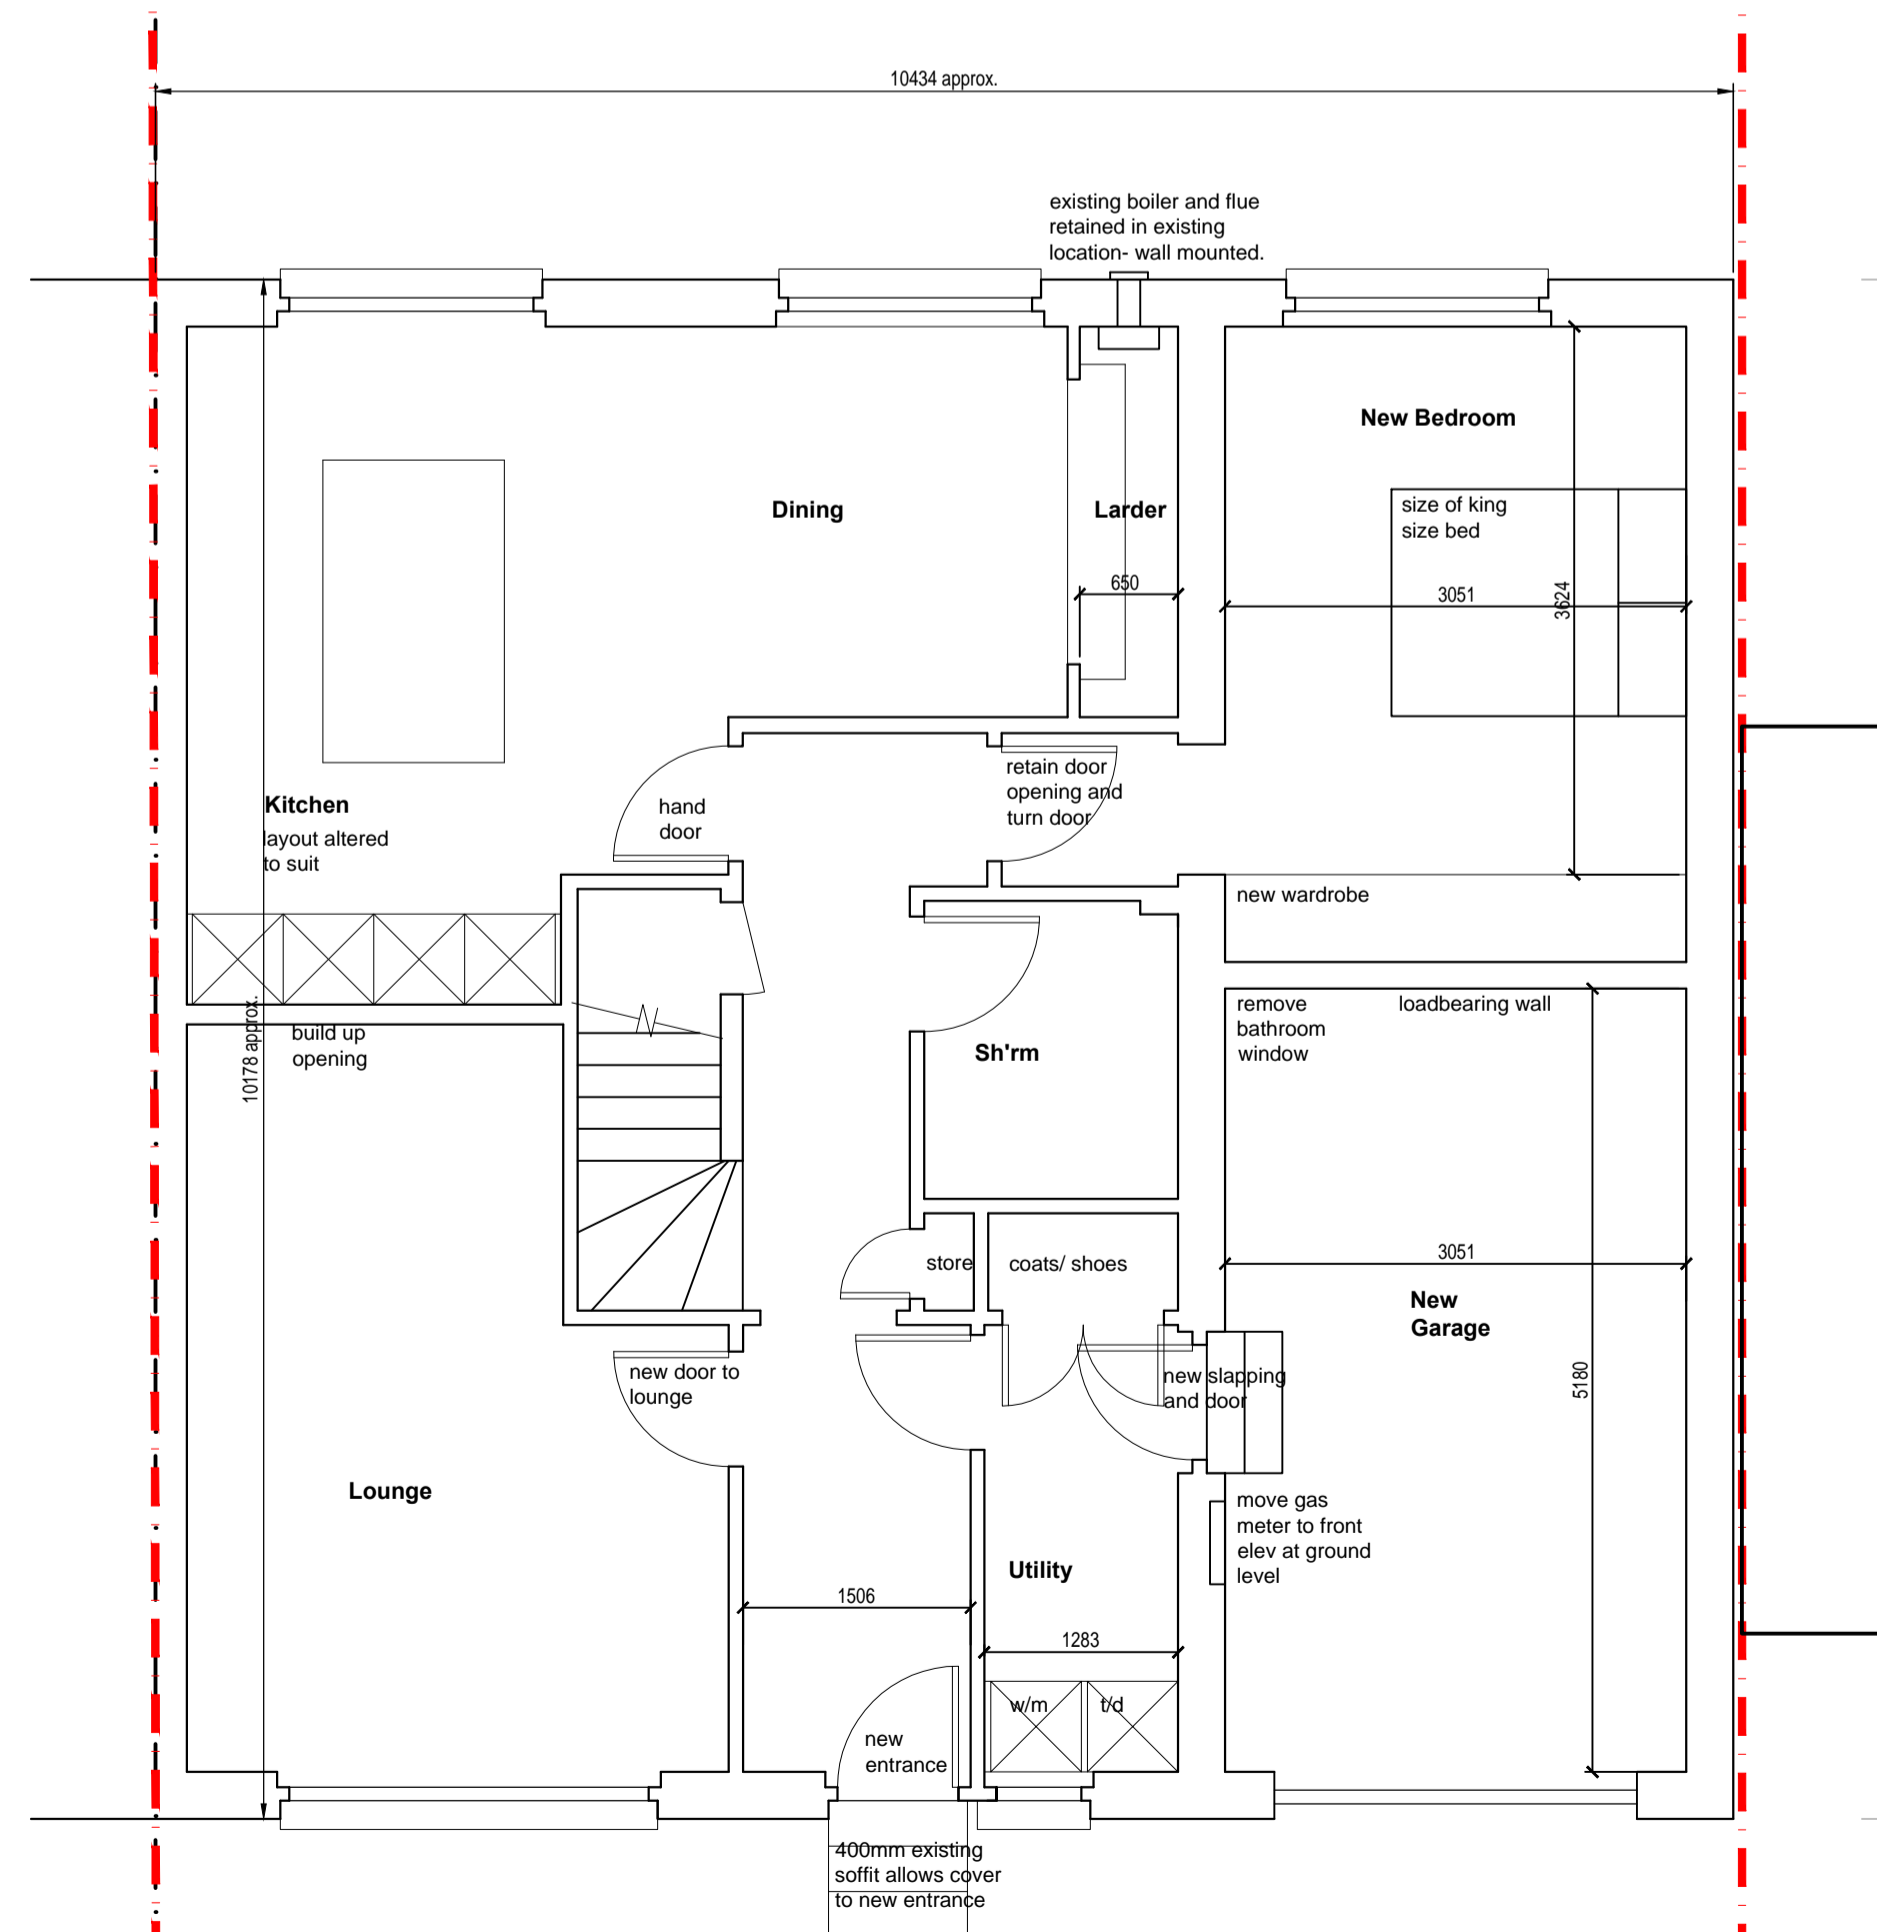 10434 approx.
existing boiler and flue
retained in existing
location- wall mounted.
New Bedroom
Dining
Larder
size of king
size bed
650
3051
3624
retain door
opening and
turn door
hand
door
Kitchen
layout altered
to suit
new wardrobe
10178 approx.
build up
opening
remove
bathroom
window
loadbearing wall
Sh'rm
store
coats/ shoes
3051
New
Garage
5180
new door to
lounge
new slapping
and door
Lounge
move gas
meter to front
elev at ground
level
Utility
1506
1283
w/m
t/d
new
entrance
400mm existing
soffit allows cover
to new entrance